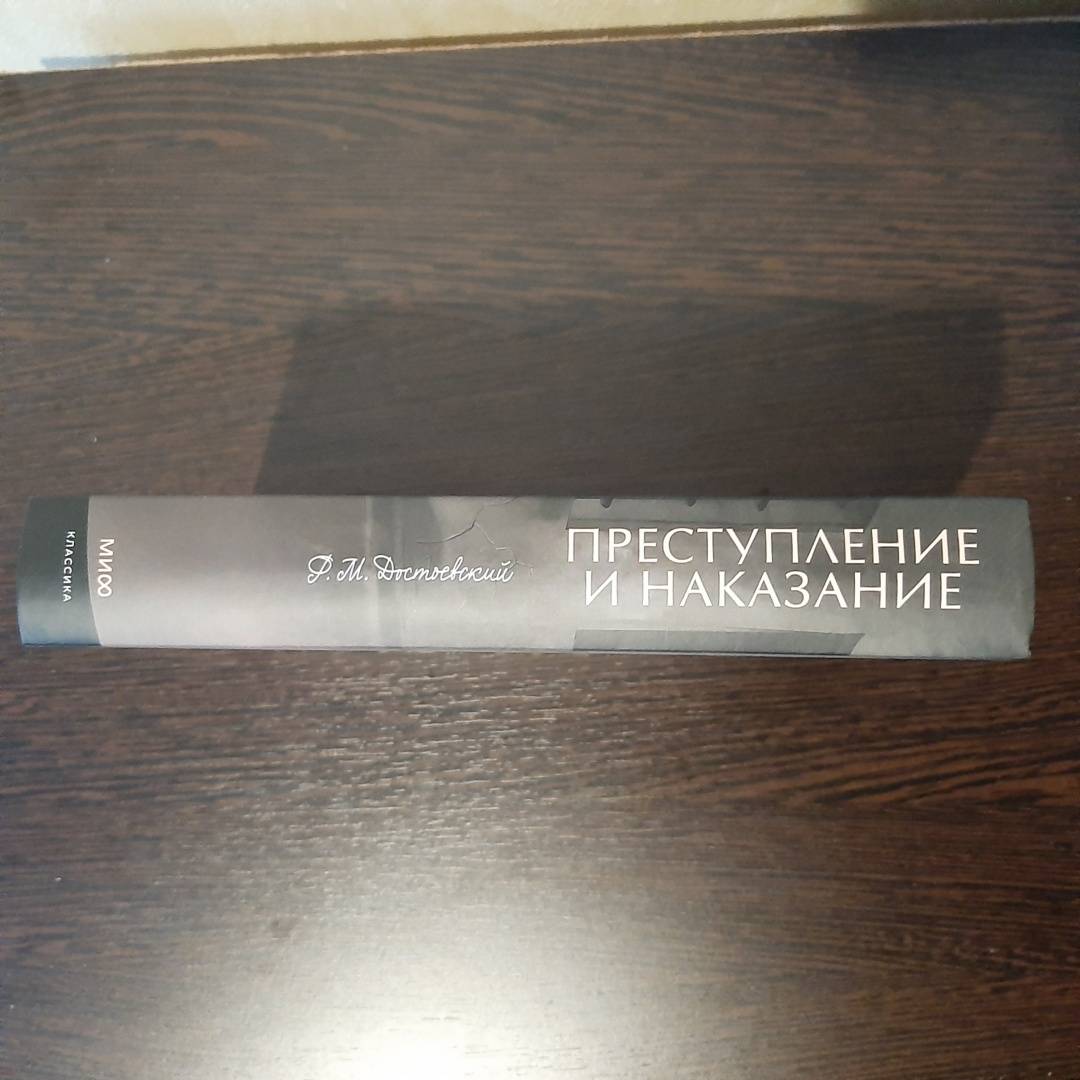 ПРЕСТУПЛЕНИЕ
И НАКАЗАНИЕ
Ф. М. Достоевский
МИФ
КЛАССИКА